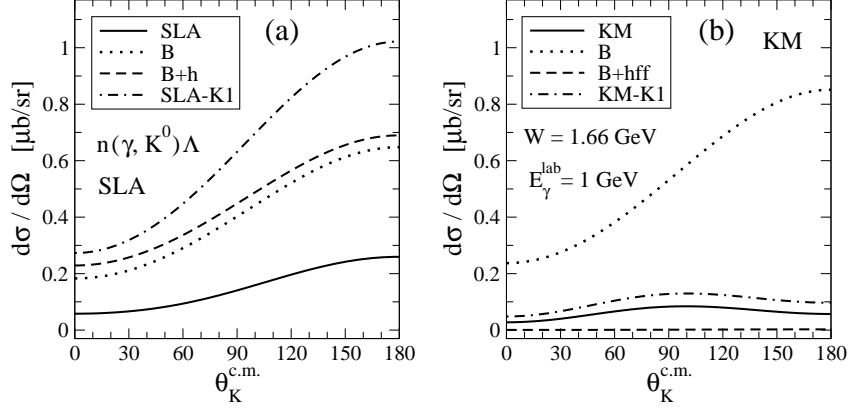 SLA
B
B+h
SLA-K1
(a)
n(γ, K⁰)Λ
SLA
dσ / dΩ [μb/sr]
1
0.8
0.6
0.4
0.2
0
0 30 60 90 120 150 180
θ_K^c.m.
KM
B
B+hff
KM-K1
(b)
KM
W = 1.66 GeV
E_γ^lab = 1 GeV
dσ / dΩ [μb/sr]
1
0.8
0.6
0.4
0.2
0
0 30 60 90 120 150 180
θ_K^c.m.